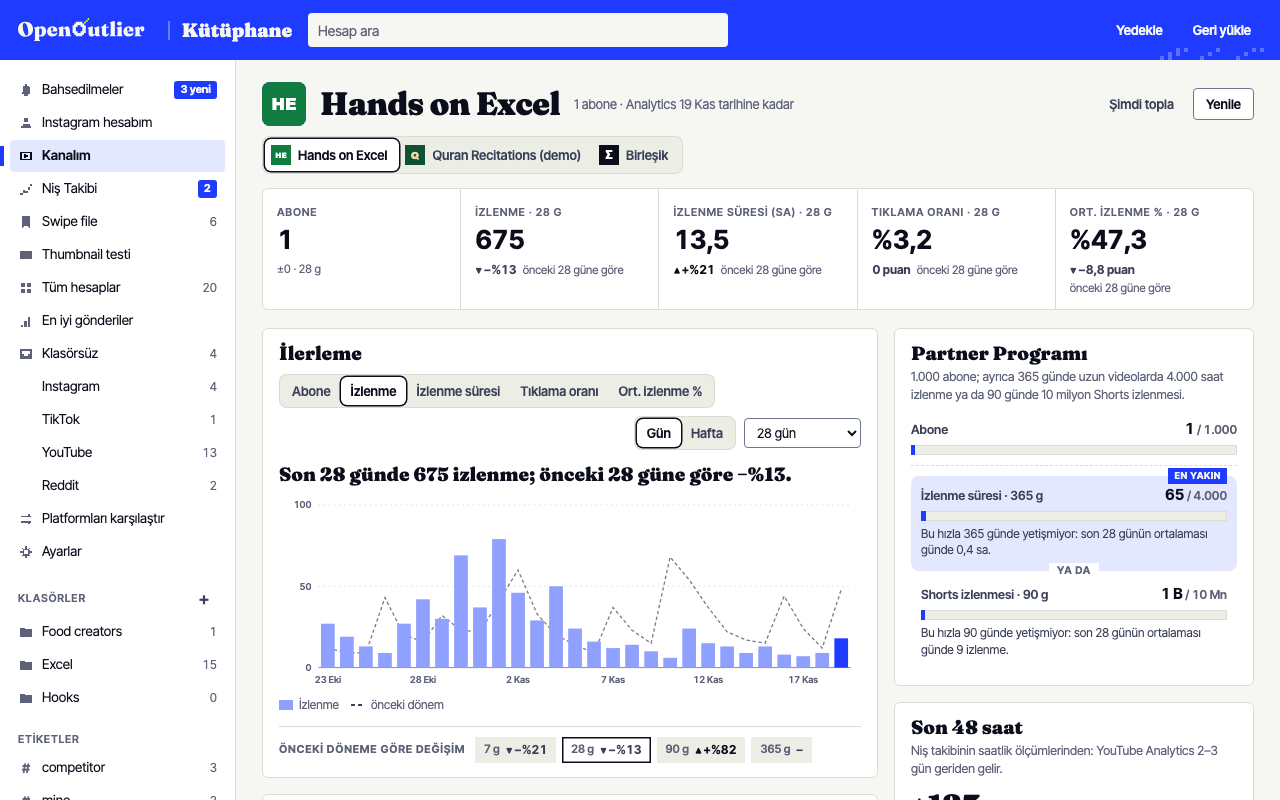 OpenOutlier
Kütüphane
Hesap ara
Yedekle
Geri yükle
Bahsedilmeler
3 yeni
Instagram hesabım
Kanalım
Niş Takibi
2
Swipe file
6
Thumbnail testi
Tüm hesaplar
20
En iyi gönderiler
Klasörsüz
4
Instagram
4
TikTok
1
YouTube
13
Reddit
2
Platformları karşılaştır
Ayarlar
KLASÖRLER
+
Food creators
1
Excel
15
Hooks
0
ETİKETLER
# competitor
3
HE
Hands on Excel
1 abone · Analytics 19 Kas tarihine kadar
Şimdi topla
Yenile
HE Hands on Excel
Q Quran Recitations (demo)
Σ Birleşik
ABONE
1
±0 · 28 g
İZLENME · 28 G
675
▼−%13 önceki 28 güne göre
İZLENME SÜRESİ (SA) · 28 G
13,5
▲+%21 önceki 28 güne göre
TIKLAMA ORANI · 28 G
%3,2
0 puan önceki 28 güne göre
ORT. İZLENME % · 28 G
%47,3
▼−8,8 puan
önceki 28 güne göre
İlerleme
Abone
İzlenme
İzlenme süresi
Tıklama oranı
Ort. izlenme %
Gün
Hafta
28 gün
Son 28 günde 675 izlenme; önceki 28 güne göre −%13.
100
50
0
23 Eki
28 Eki
2 Kas
7 Kas
12 Kas
17 Kas
İzlenme
önceki dönem
ÖNCEKİ DÖNEME GÖRE DEĞİŞİM
7 g ▼−%21
28 g ▼−%13
90 g ▲+%82
365 g –
Partner Programı
1.000 abone; ayrıca 365 günde uzun videolarda 4.000 saat
izlenme ya da 90 günde 10 milyon Shorts izlenmesi.
Abone
1 / 1.000
EN YAKIN
İzlenme süresi · 365 g
65 / 4.000
Bu hızla 365 günde yetişmiyor: son 28 günün ortalaması
günde 0,4 sa.
YA DA
Shorts izlenmesi · 90 g
1 B / 10 Mn
Bu hızla 90 günde yetişmiyor: son 28 günün ortalaması
günde 9 izlenme.
Son 48 saat
Niş takibinin saatlik ölçümlerinden: YouTube Analytics 2–3
gün geriden gelir.